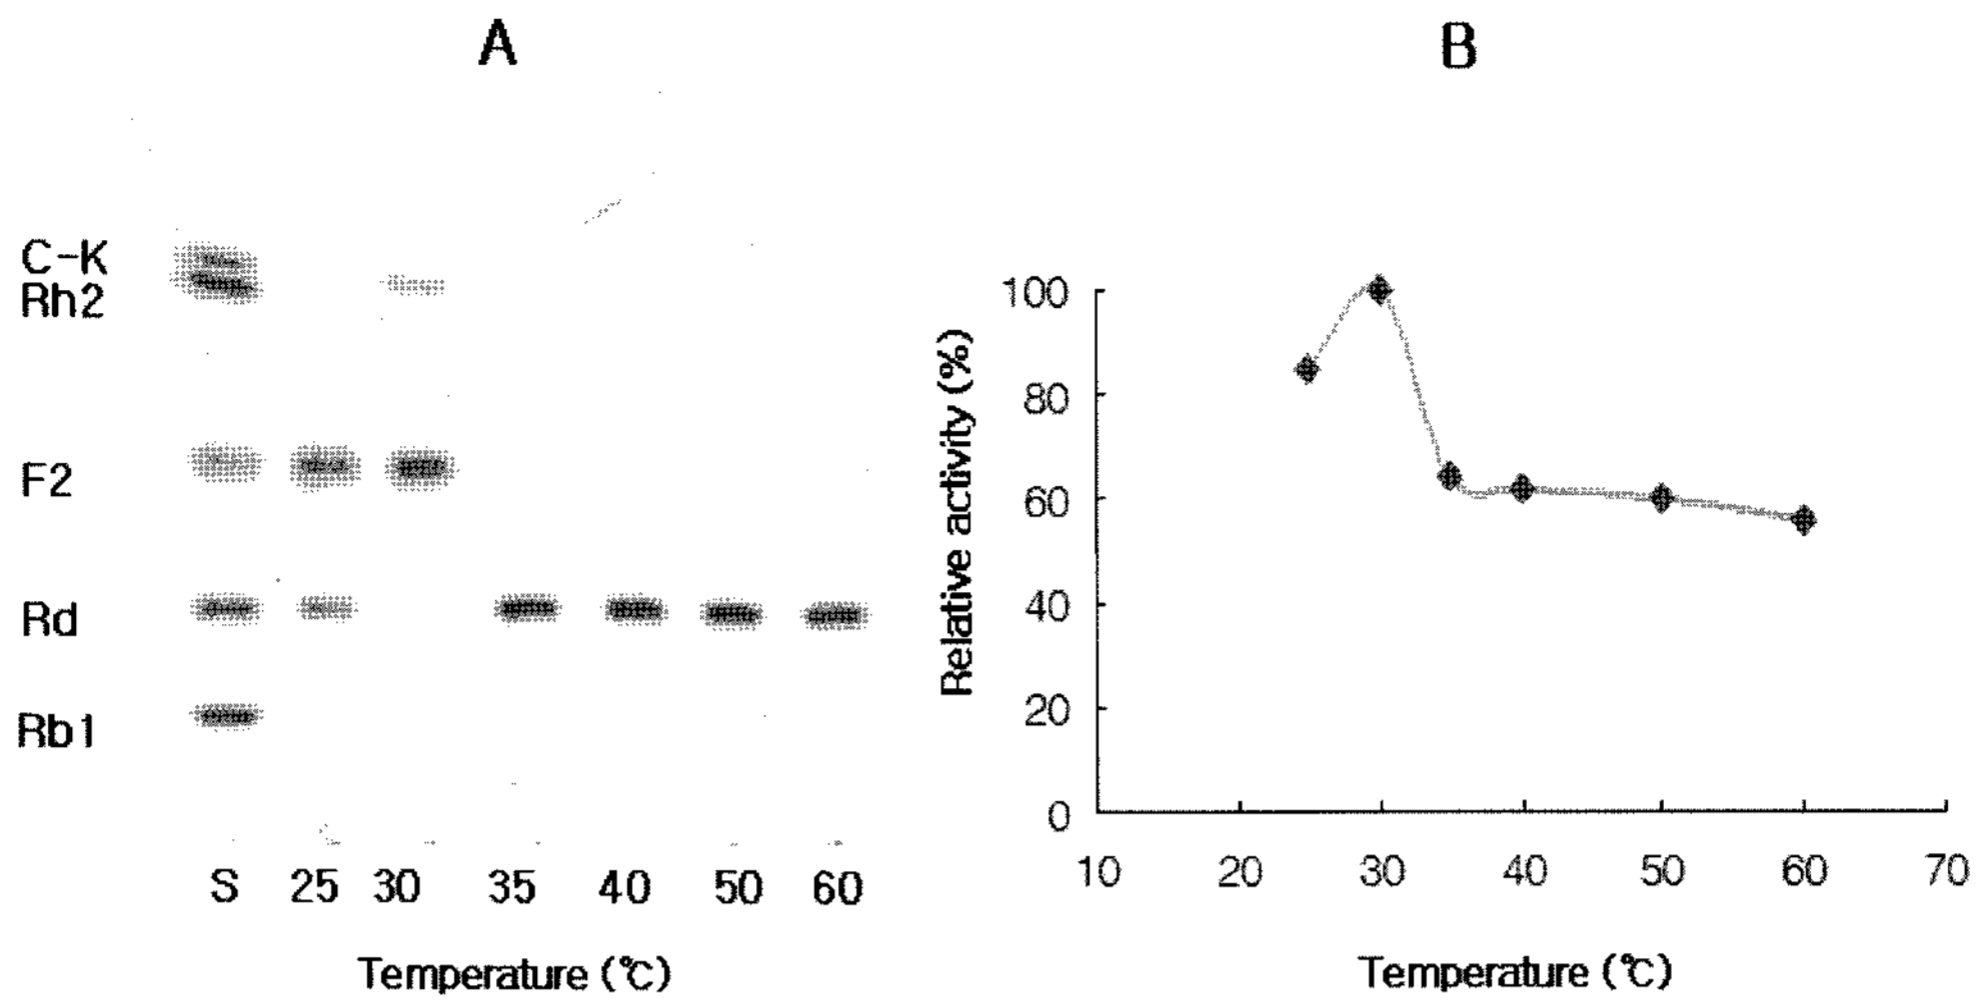 A
C-K
Rh2
F2
Rd
Rb1
S 25 30 35 40 50 60
Temperature (℃)
B
Relative activity (%)
100
80
60
40
20
0
10 20 30 40 50 60 70
Temperature (℃)